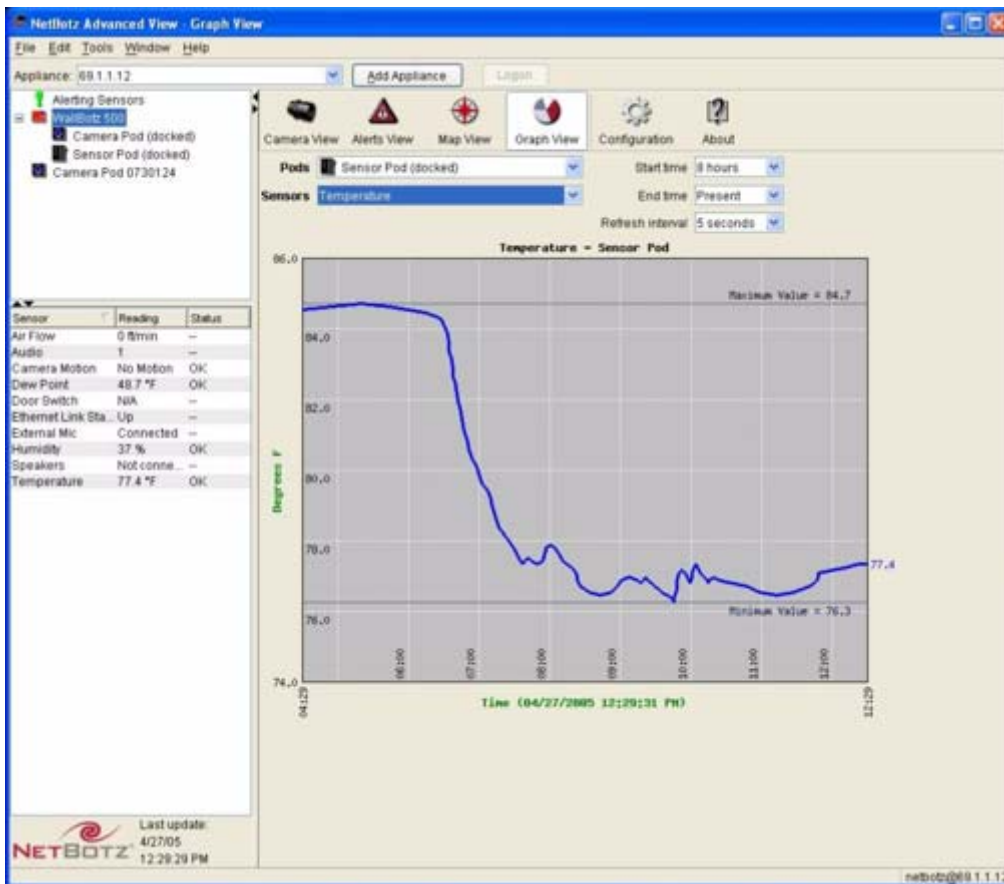 NetBotz Advanced View - Graph View
File Edit Tools Window Help
Appliance: 69.1.1.12 Add Appliance Logon
Alerting Sensors
WallBotz 500
Camera Pod (docked)
Sensor Pod (docked)
Camera Pod 0730124
Camera View Alerts View Map View Graph View Configuration About
Pods Sensor Pod (docked) Start time 8 hours
Sensors Temperature End time Present
Refresh interval 5 seconds
Sensor Reading Status
Air Flow 0 ft/min --
Audio 1 --
Camera Motion No Motion OK
Dew Point 48.7 °F OK
Door Switch N/A --
Ethernet Link Sta... Up --
External Mic Connected --
Humidity 37 % OK
Speakers Not conne... --
Temperature 77.4 °F OK
Temperature - Sensor Pod
86.0
Maximum Value = 84.7
84.0
82.0
80.0
78.0
77.4
Minimum Value = 76.3
76.0
74.0
Degrees F
04:29 06:00 07:00 08:00 09:00 10:00 11:00 12:00 12:29
Time (04/27/2005 12:29:31 PM)
NETBOTZ
Last update:
4/27/05
12:29:29 PM
netbotz@69.1.1.12